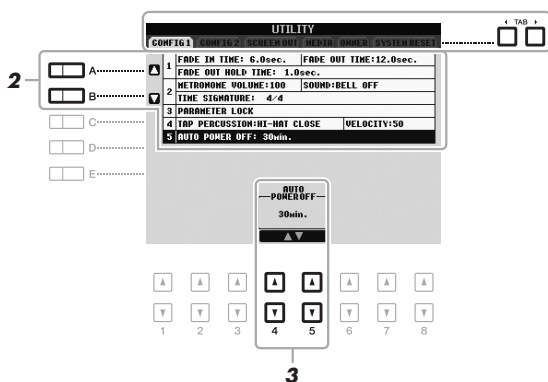 UTILITY
◂ TAB ▸
CONFIG1 CONFIG2 SCREEN OUT MEDIA OWNER SYSTEM RESET
2
A
B
C
D
E
1 FADE IN TIME: 6.0sec. FADE OUT TIME:12.0sec.
FADE OUT HOLD TIME: 1.0sec.
2 METRONOME VOLUME:100 SOUND:BELL OFF
TIME SIGNATURE: 4/4
3 PARAMETER LOCK
4 TAP PERCUSSION:HI-HAT CLOSE VELOCITY:50
5 AUTO POWER OFF: 30min.
AUTO
POWEROFF
30min.
▲▼
1 2 3 4 5 6 7 8
3